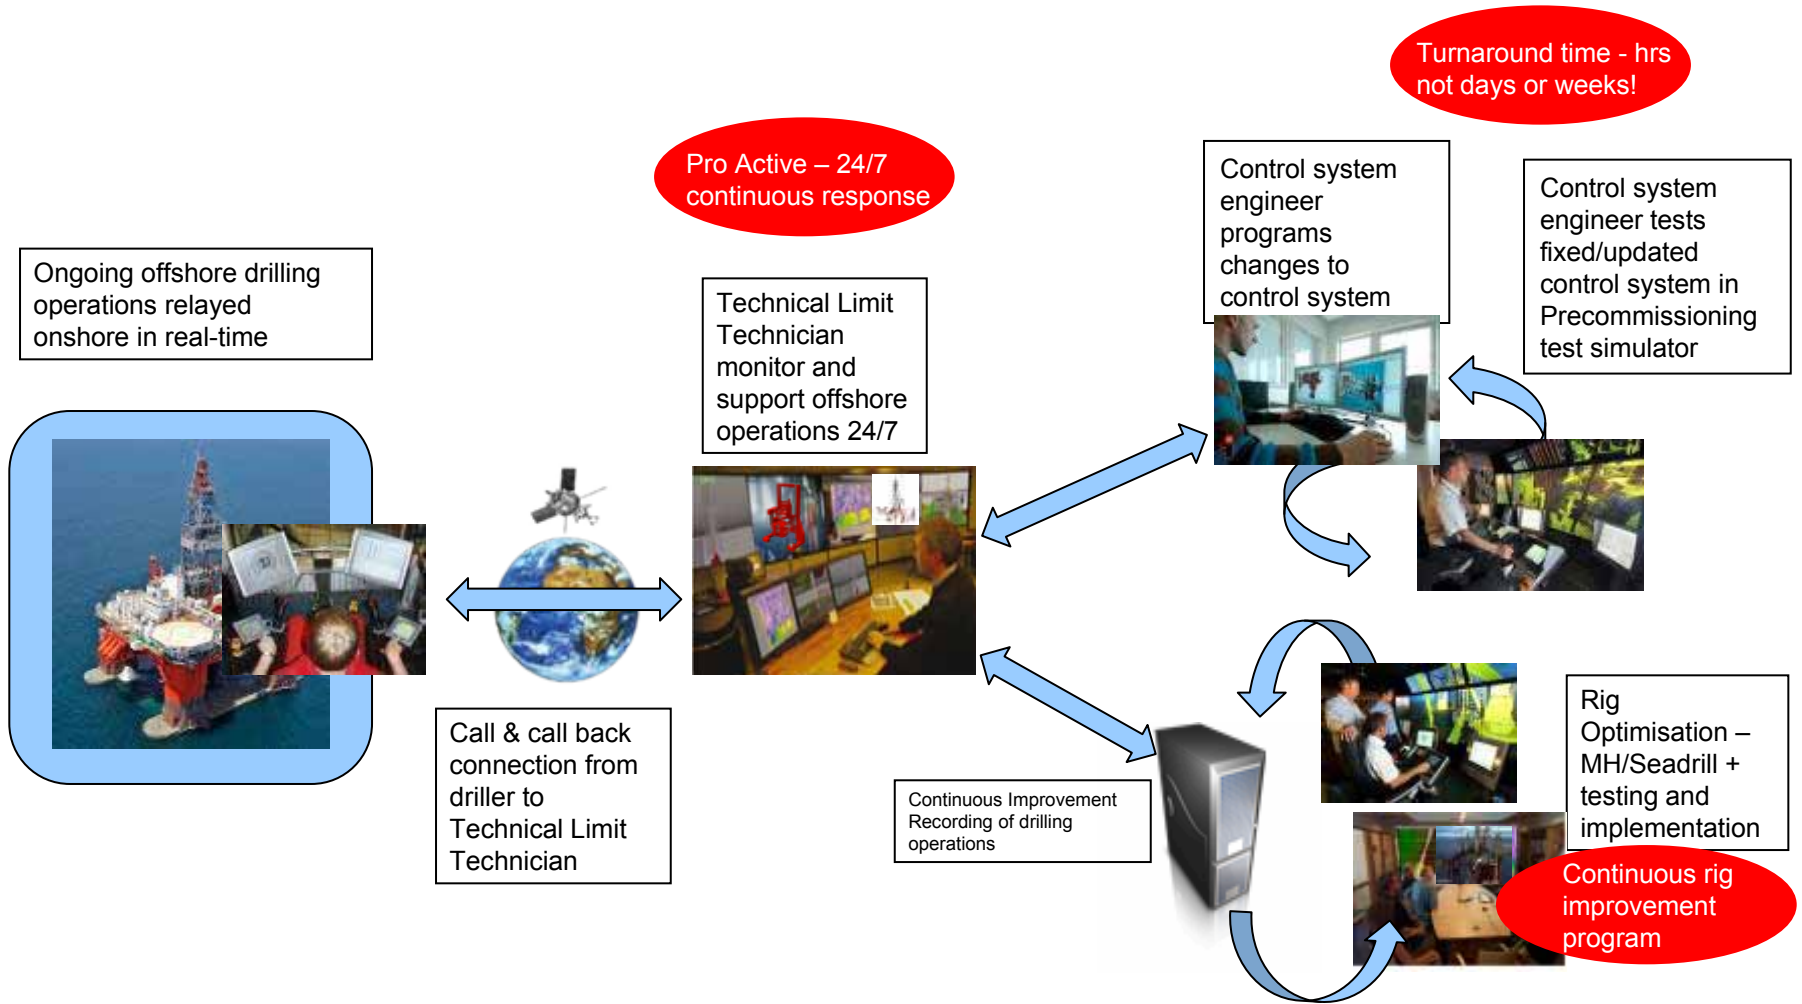 Turnaround time - hrs
not days or weeks!
Pro Active – 24/7
continuous response
Control system
engineer
programs
changes to
control system
Control system
engineer tests
fixed/updated
control system in
Precommissioning
test simulator
Ongoing offshore drilling
operations relayed
onshore in real-time
Technical Limit
Technician
monitor and
support offshore
operations 24/7
Call & call back
connection from
driller to
Technical Limit
Technician
Continuous Improvement
Recording of drilling
operations
Rig
Optimisation –
MH/Seadrill +
testing and
implementation
Continuous rig
improvement
program